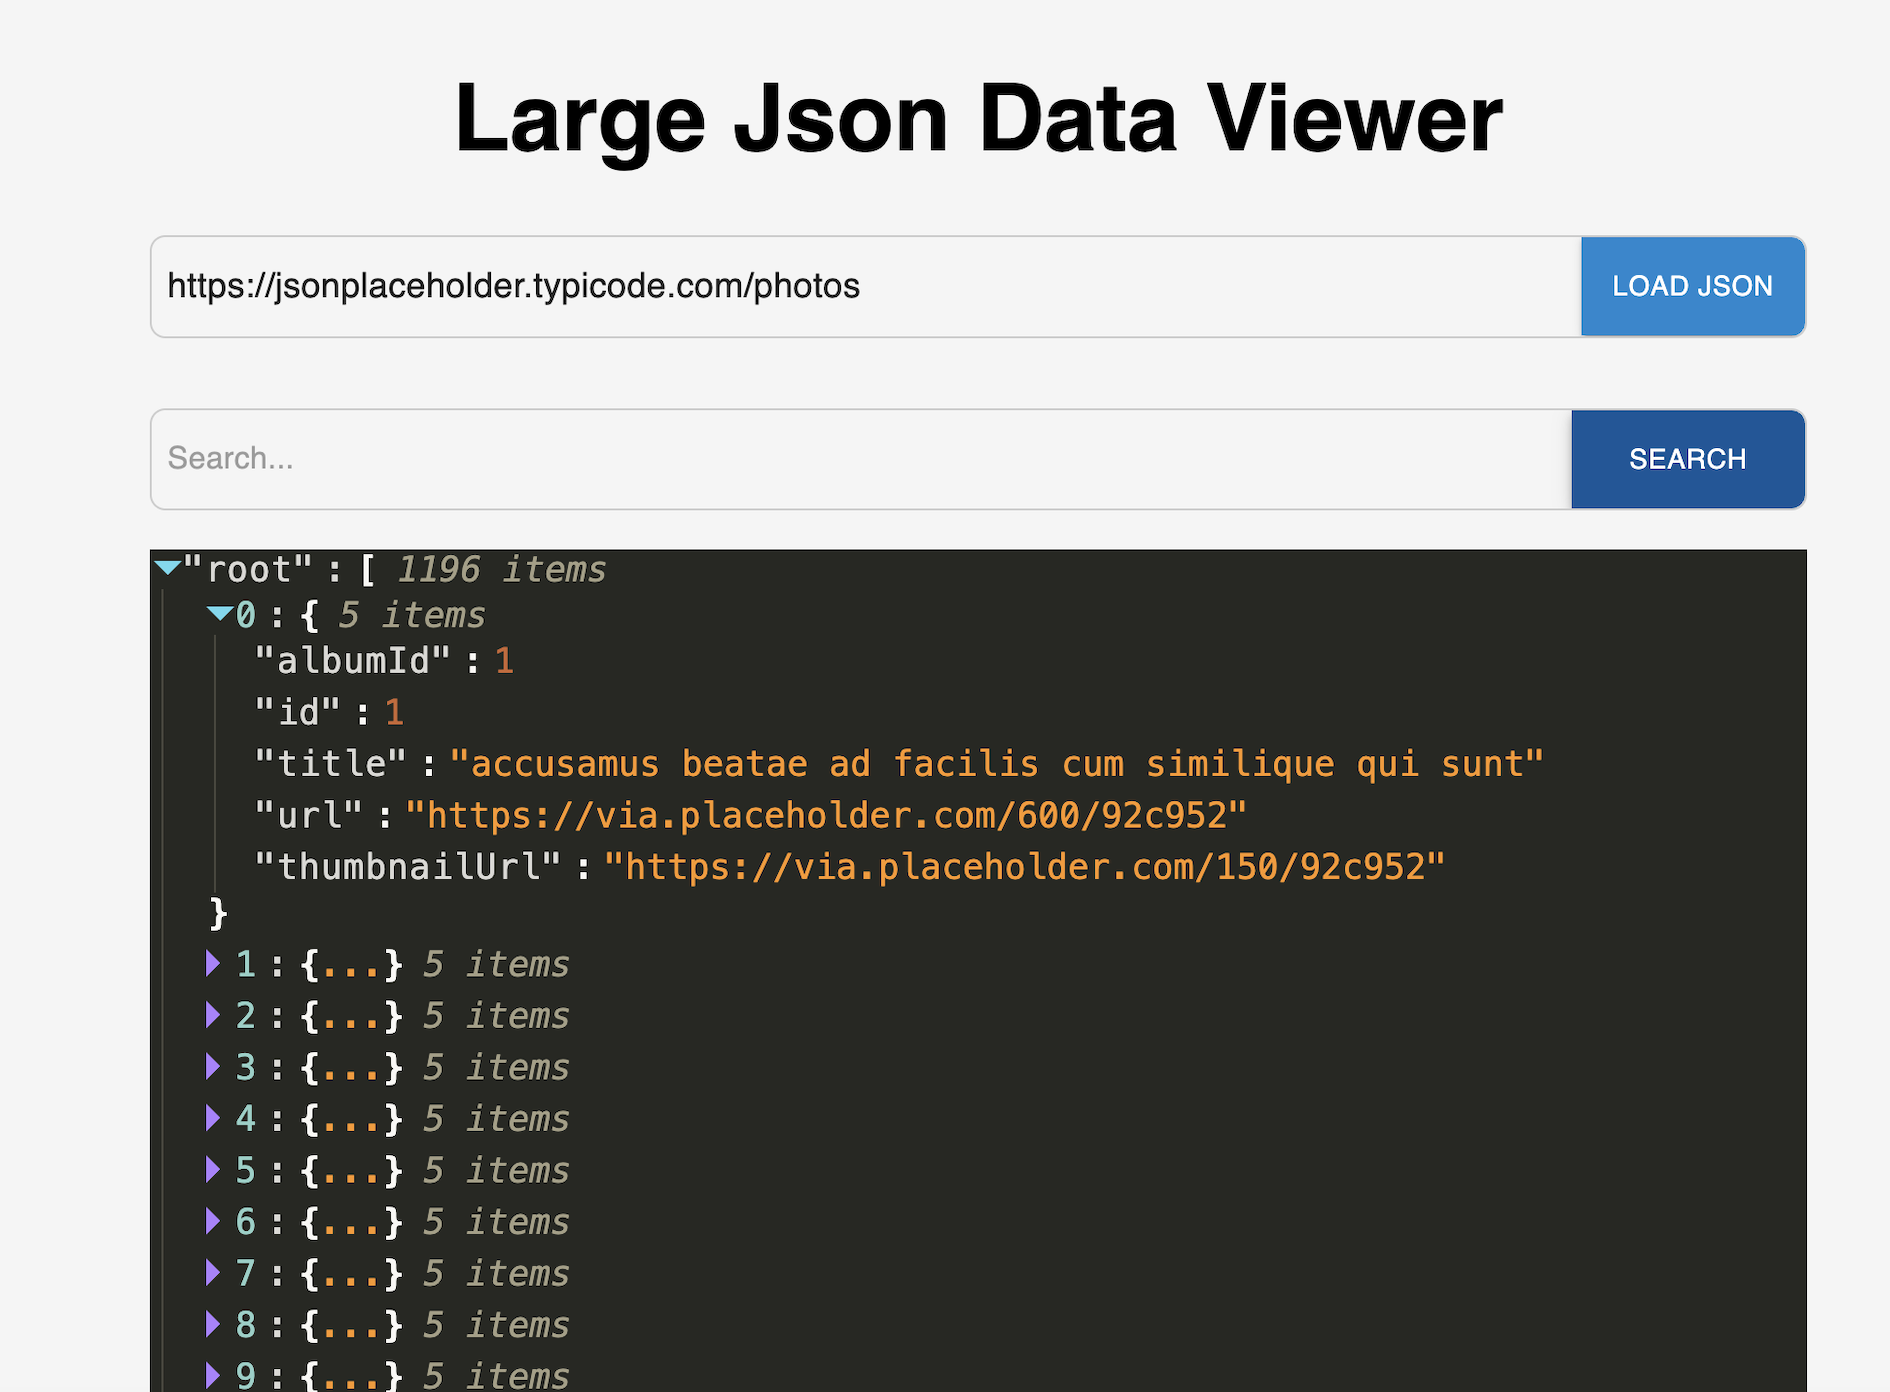 Large Json Data Viewer
https://jsonplaceholder.typicode.com/photos
LOAD JSON
Search...
SEARCH
"root" : [ 1196 items
0 : { 5 items
"albumId" : 1
"id" : 1
"title" : "accusamus beatae ad facilis cum similique qui sunt"
"url" : "https://via.placeholder.com/600/92c952"
"thumbnailUrl" : "https://via.placeholder.com/150/92c952"
}
1 : {...} 5 items
2 : {...} 5 items
3 : {...} 5 items
4 : {...} 5 items
5 : {...} 5 items
6 : {...} 5 items
7 : {...} 5 items
8 : {...} 5 items
9 : {...} 5 items